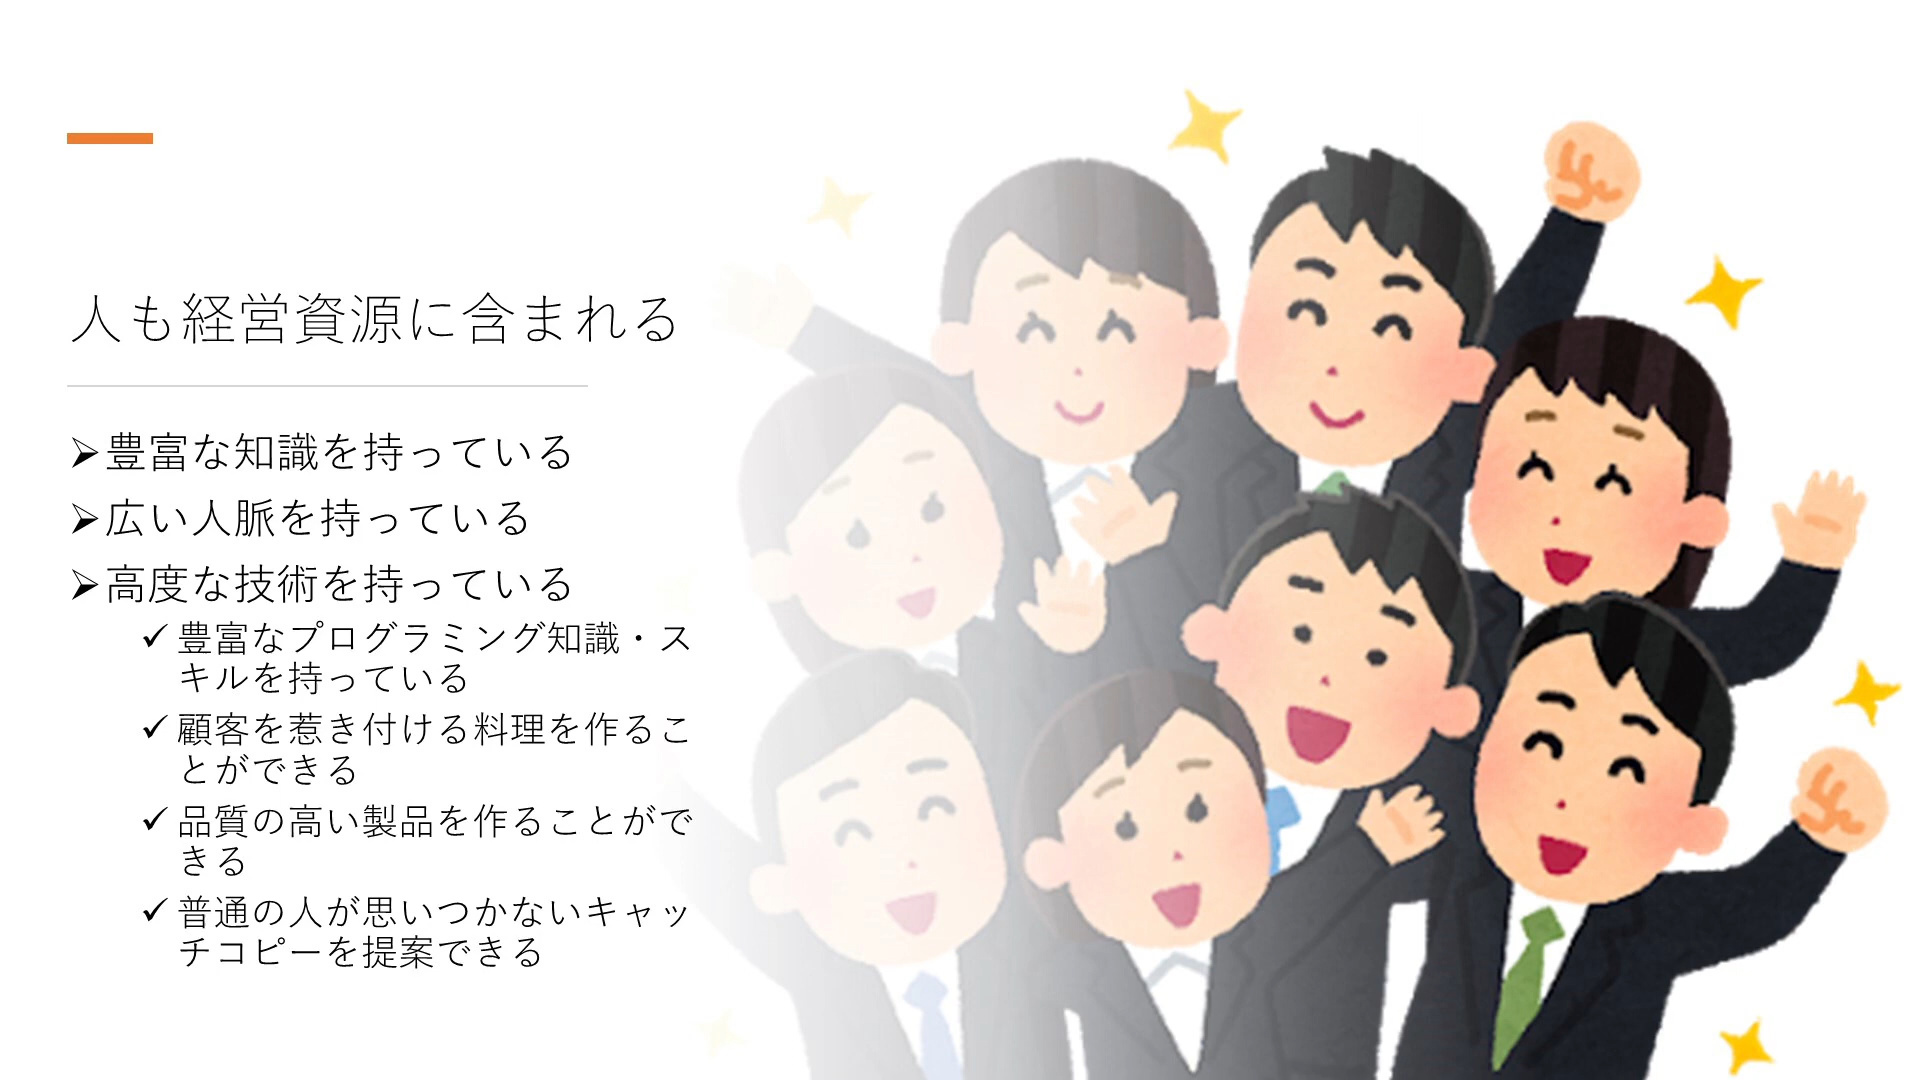 人も経営資源に含まれる
➢豊富な知識を持っている
➢広い人脈を持っている
➢高度な技術を持っている
✓豊富なプログラミング知識・ス
キルを持っている
✓顧客を惹き付ける料理を作るこ
とができる
✓品質の高い製品を作ることがで
きる
✓普通の人が思いつかないキャッ
チコピーを提案できる